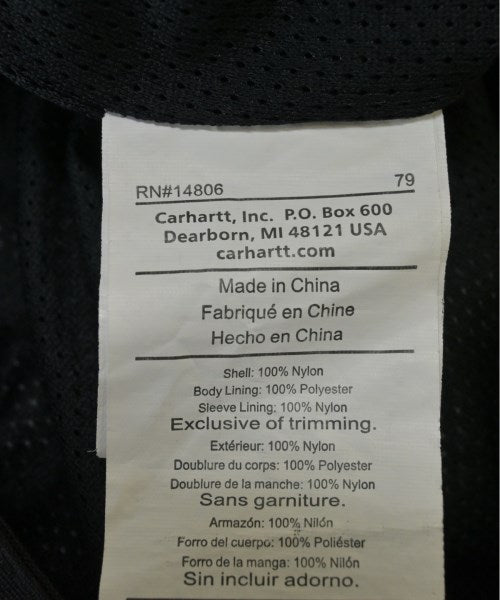 RN#14806 79
Carhartt, Inc. P.O. Box 600
Dearborn, MI 48121 USA
carhartt.com
Made in China
Fabriqué en Chine
Hecho en China
Shell: 100% Nylon
Body Lining: 100% Polyester
Sleeve Lining: 100% Nylon
Exclusive of trimming.
Extérieur: 100% Nylon
Doublure du corps: 100% Polyester
Doublure de la manche: 100% Nylon
Sans garniture.
Armazón: 100% Nilón
Forro del cuerpo: 100% Poliéster
Forro de la manga: 100% Nilón
Sin incluir adorno.